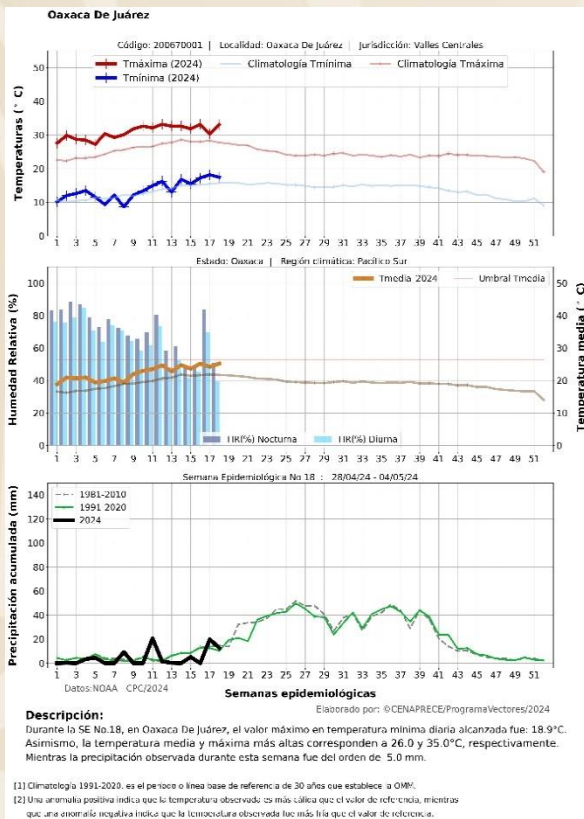 Oaxaca De Juárez
Código: 200670001 | Localidad: Oaxaca De Juárez | Jurisdicción: Valles Centrales
Tmáxima (2024)
Climatología Tmínima
Climatología Tmáxima
Tmínima (2024)
Temperaturas (° C)
50
40
30
20
10
0
1 3 5 7 9 11 13 15 17 19 21 23 25 27 29 31 33 35 37 39 41 43 45 47 49 51
Estado: Oaxaca | Región climática: Pacífico Sur
Tmedia 2024
Umbral Tmedia
Humedad Relativa (%)
100
80
60
40
20
0
Temperatura media (° C)
50
40
30
20
10
0
HR(%) Nocturna
HR(%) Diurna
1 3 5 7 9 11 13 15 17 19 21 23 25 27 29 31 33 35 37 39 41 43 45 47 49 51
Semana Epidemiológica No 18 : 28/04/24 - 04/05/24
1981-2010
1991 2020
2024
Precipitación acumulada (mm)
140
120
100
80
60
40
20
0
1 3 5 7 9 11 13 15 17 19 21 23 25 27 29 31 33 35 37 39 41 43 45 47 49 51
Datos:NOAA CPC/2024
Semanas epidemiológicas
Elaborado por: ©CENAPRECE/ProgramaVectores/2024
Descripción:
Durante la SE No.18, en Oaxaca De Juárez, el valor máximo en temperatura mínima diaria alcanzada fue: 18.9°C.
Asimismo, la temperatura media y máxima más altas corresponden a 26.0 y 35.0°C, respectivamente.
Mientras la precipitación observada durante esta semana fue del orden de 5.0 mm.
[1] Climatología 1991-2020, es el periodo o línea base de referencia de 30 años que establece la OMM.
[2] Una anomalía positiva indica que la temperatura observada es más cálica que el valor de referencia, mientras
que una anomalía negativa indica que la temperatura observada fue más fría que el valor de referencia.